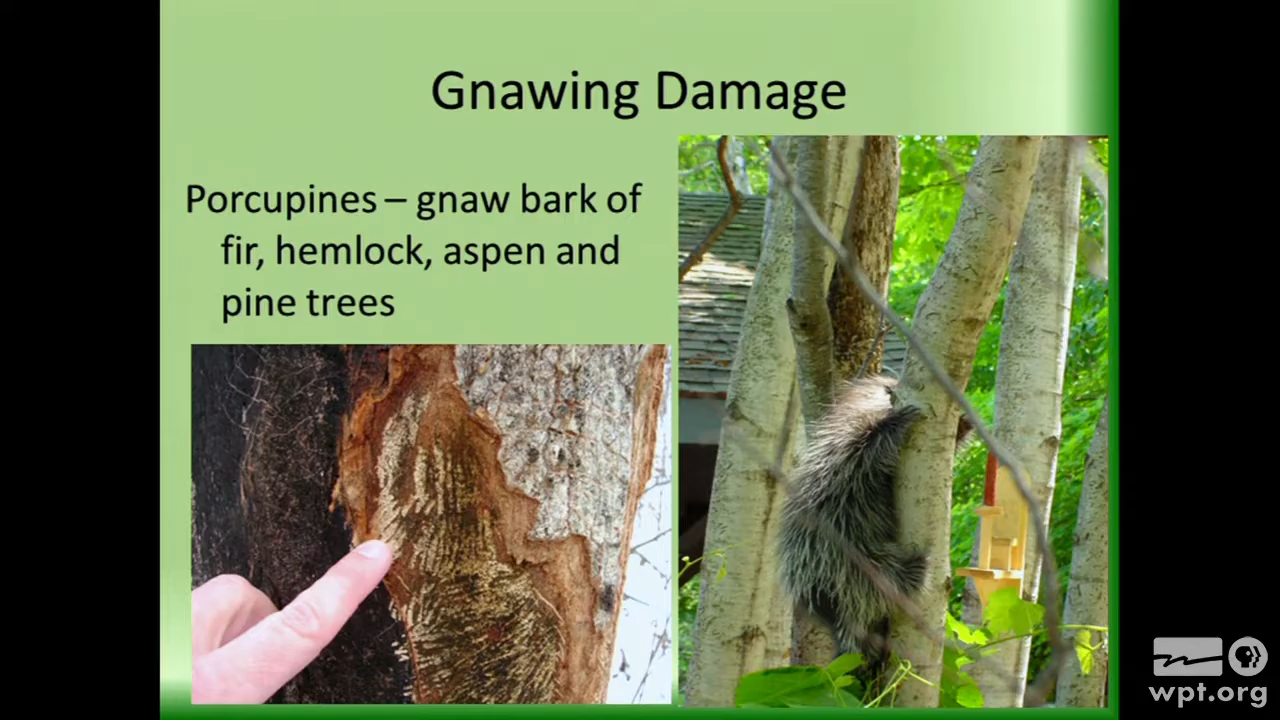 Gnawing Damage
Porcupines – gnaw bark of
fir, hemlock, aspen and
pine trees
wpt.org